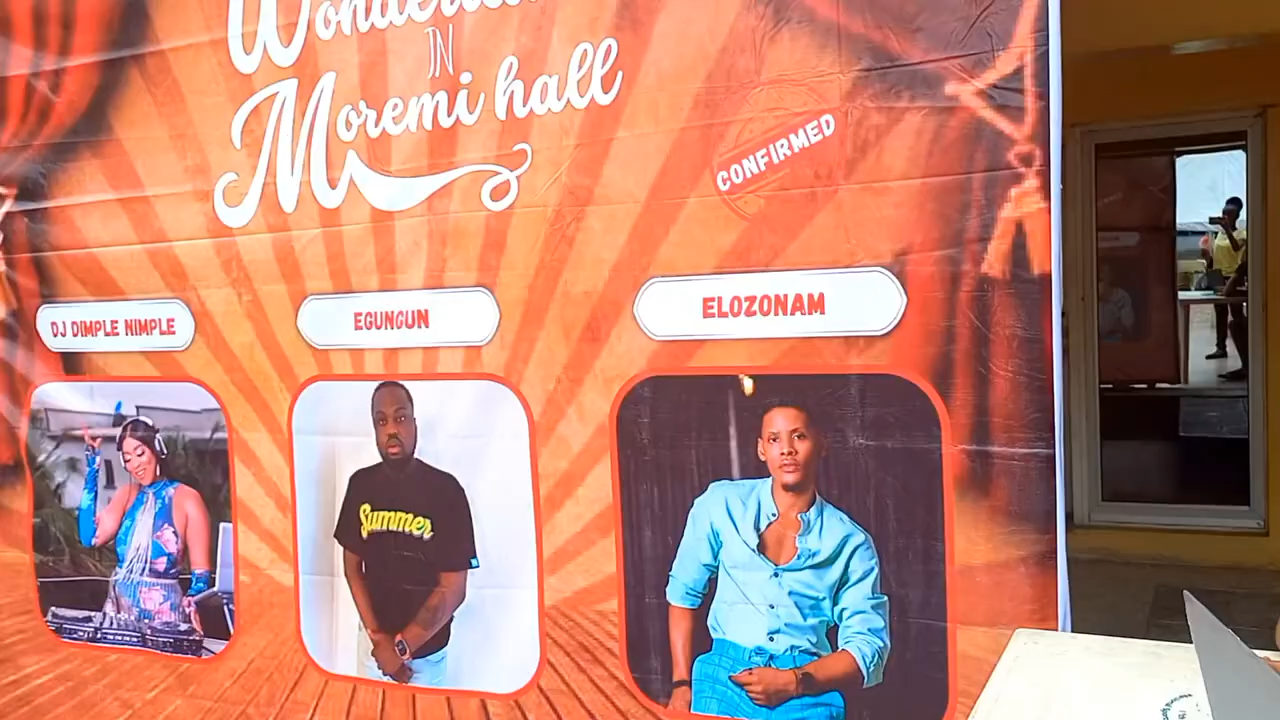 IN
Moremi hall
CONFIRMED
DJ DIMPLE NIMPLE
EGUNGUN
ELOZONAM
Summer